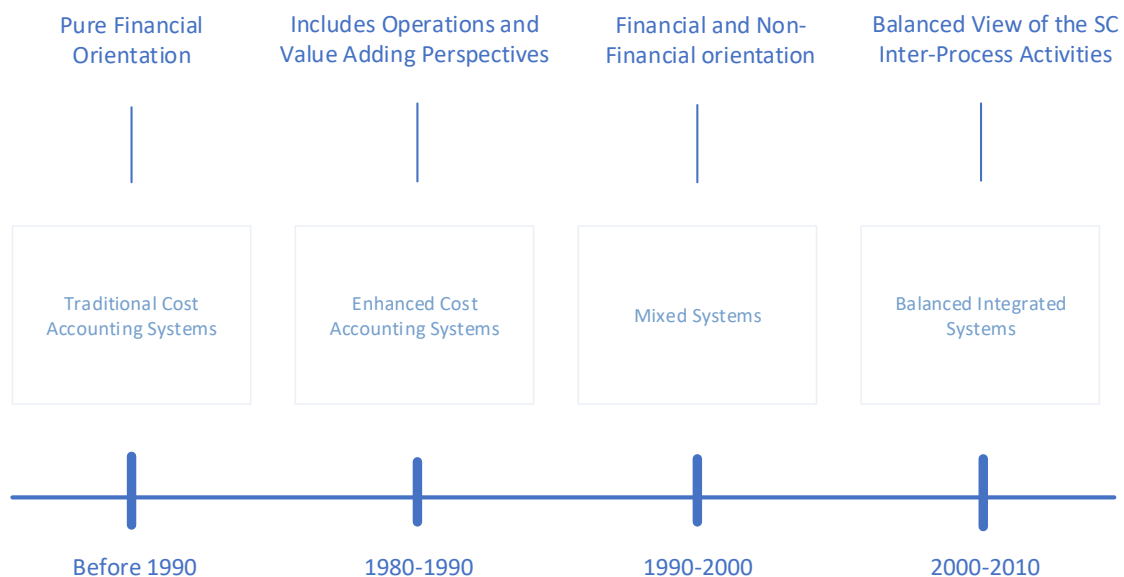 Pure Financial
Orientation
Includes Operations and
Value Adding Perspectives
Financial and Non-
Financial orientation
Balanced View of the SC
Inter-Process Activities
Traditional Cost
Accounting Systems
Enhanced Cost
Accounting Systems
Mixed Systems
Balanced Integrated
Systems
Before 1990
1980-1990
1990-2000
2000-2010